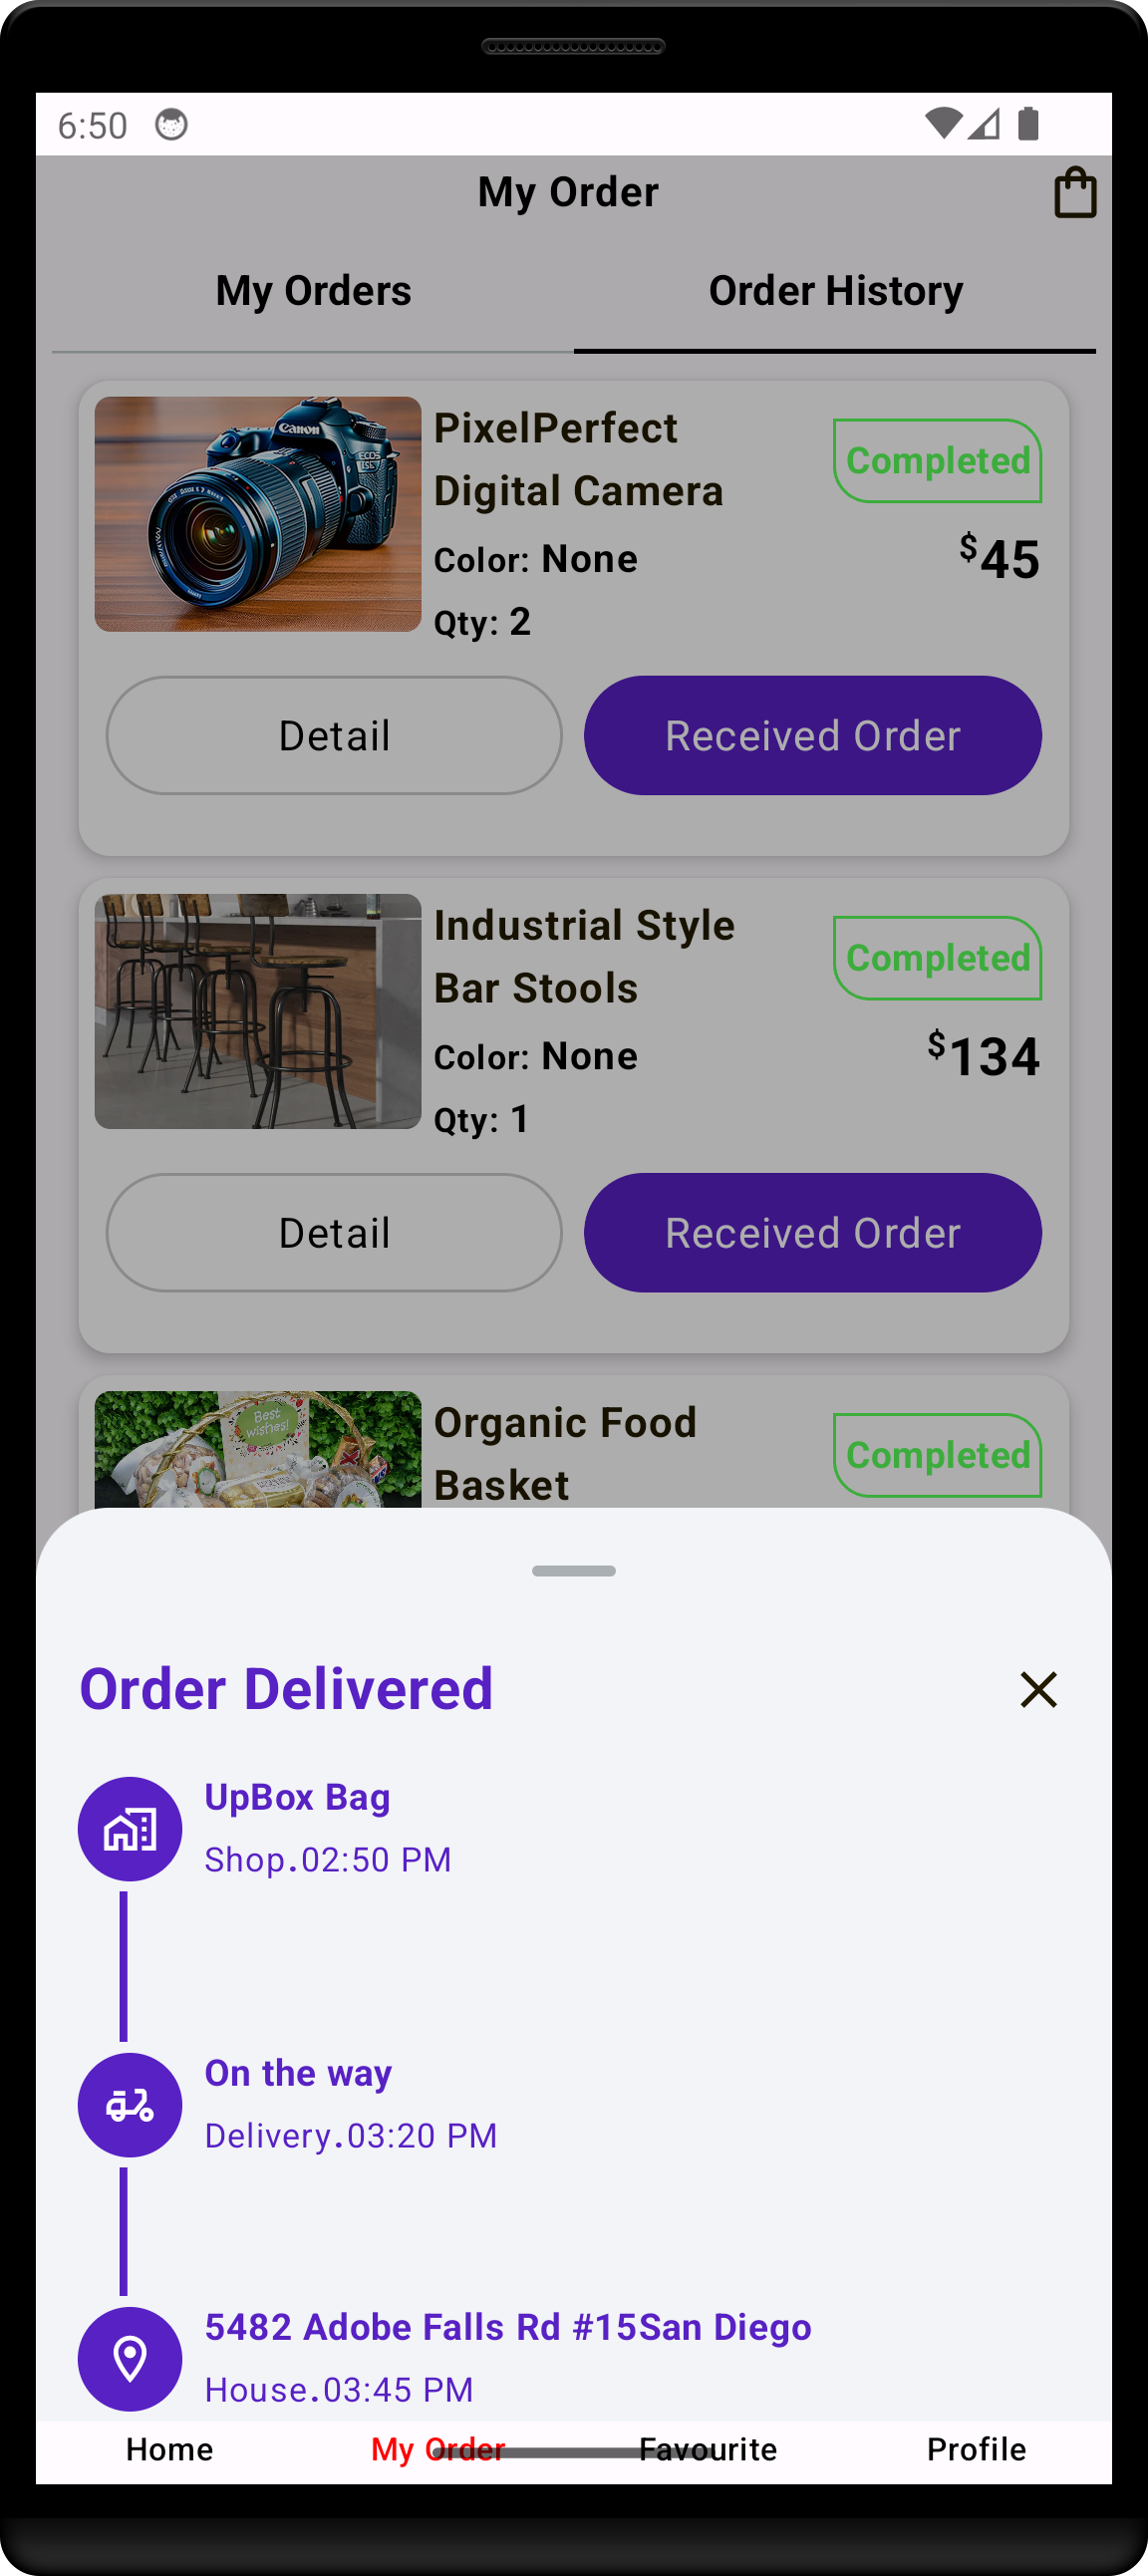 6:50
My Order
My Orders
Order History
Canon
EOS
PixelPerfect
Digital Camera
Completed
Color: None
$45
Qty: 2
Detail
Received Order
Industrial Style
Bar Stools
Completed
Color: None
$134
Qty: 1
Detail
Received Order
Best
wishes!
Organic Food
Basket
Completed
Order Delivered
UpBox Bag
Shop.02:50 PM
On the way
Delivery.03:20 PM
5482 Adobe Falls Rd #15San Diego
House.03:45 PM
Home
My Order
Favourite
Profile